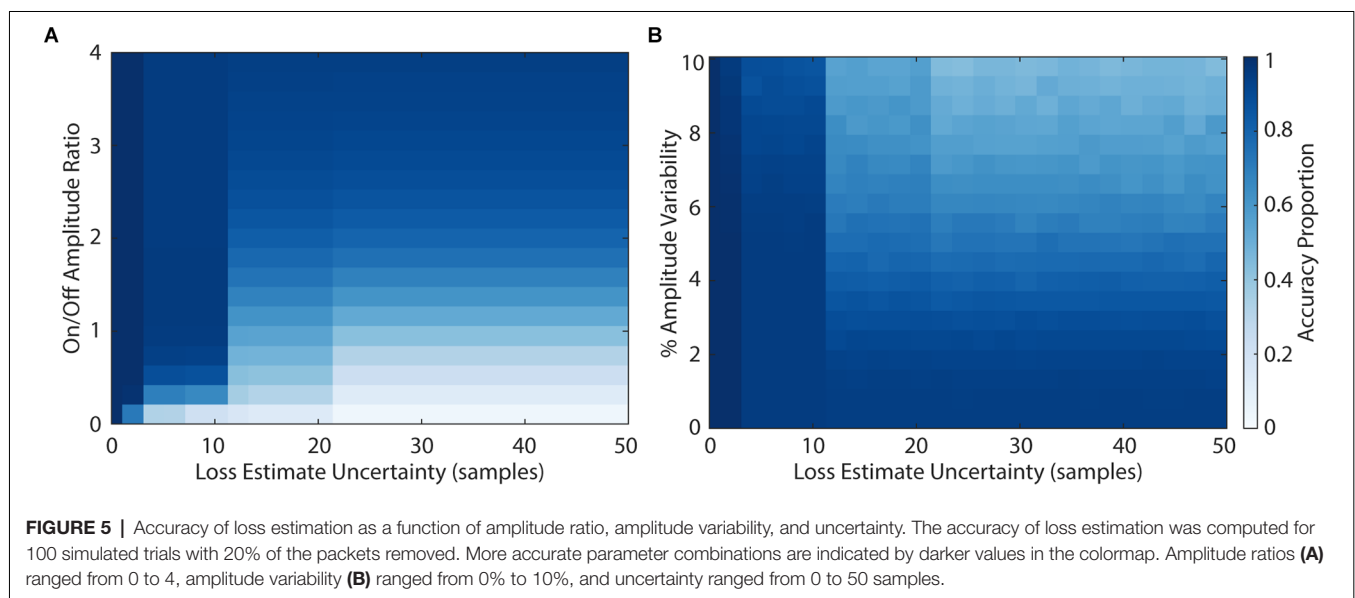 A
B
4
3
2
1
0
On/Off Amplitude Ratio
0 10 20 30 40 50
Loss Estimate Uncertainty (samples)
10
8
6
4
2
0
% Amplitude Variability
0 10 20 30 40 50
Loss Estimate Uncertainty (samples)
1
0.8
0.6
0.4
0.2
0
Accuracy Proportion
FIGURE 5 | Accuracy of loss estimation as a function of amplitude ratio, amplitude variability, and uncertainty. The accuracy of loss estimation was computed for
100 simulated trials with 20% of the packets removed. More accurate parameter combinations are indicated by darker values in the colormap. Amplitude ratios (A)
ranged from 0 to 4, amplitude variability (B) ranged from 0% to 10%, and uncertainty ranged from 0 to 50 samples.